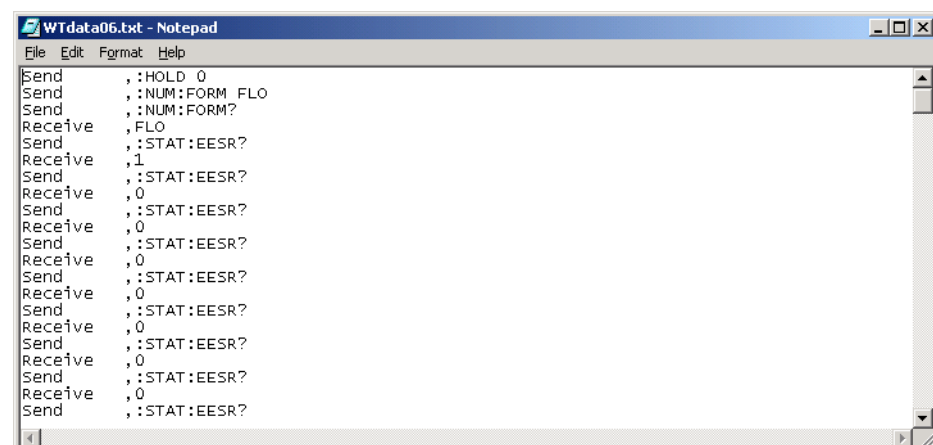 WTdata06.txt - Notepad
File Edit Format Help
Send ,:HOLD 0
Send ,:NUM:FORM FLO
Send ,:NUM:FORM?
Receive ,FLO
Send ,:STAT:EESR?
Receive ,1
Send ,:STAT:EESR?
Receive ,0
Send ,:STAT:EESR?
Receive ,0
Send ,:STAT:EESR?
Receive ,0
Send ,:STAT:EESR?
Receive ,0
Send ,:STAT:EESR?
Receive ,0
Send ,:STAT:EESR?
Receive ,0
Send ,:STAT:EESR?
Receive ,0
Send ,:STAT:EESR?